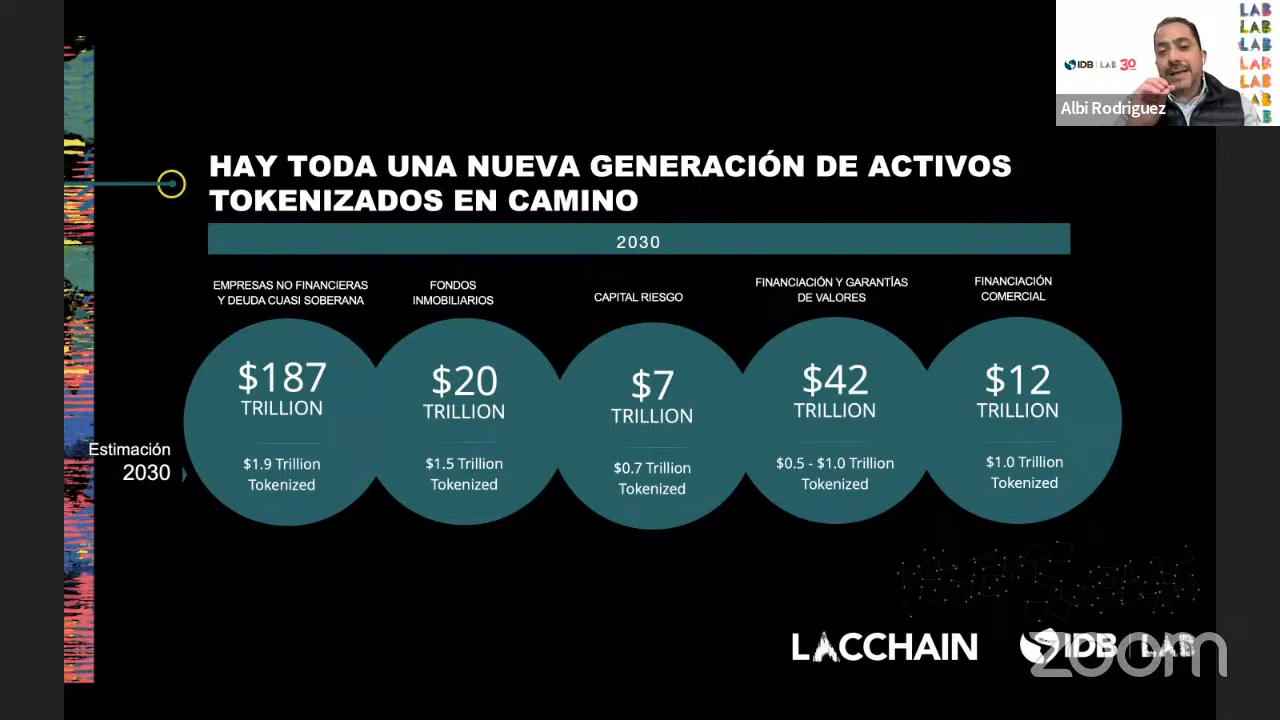 LAB
LAB
LAB
LAB
LAB
LAB
IDB | LAB 30
Albi Rodriguez
HAY TODA UNA NUEVA GENERACIÓN DE ACTIVOS
TOKENIZADOS EN CAMINO
2030
EMPRESAS NO FINANCIERAS
Y DEUDA CUASI SOBERANA
FONDOS
INMOBILIARIOS
CAPITAL RIESGO
FINANCIACIÓN Y GARANTÍAS
DE VALORES
FINANCIACIÓN
COMERCIAL
Estimación
2030
$187
TRILLION
$1.9 Trillion
Tokenized
$20
TRILLION
$1.5 Trillion
Tokenized
$7
TRILLION
$0.7 Trillion
Tokenized
$42
TRILLION
$0.5 - $1.0 Trillion
Tokenized
$12
TRILLION
$1.0 Trillion
Tokenized
LACCHAIN
IDB | LAB
zoom